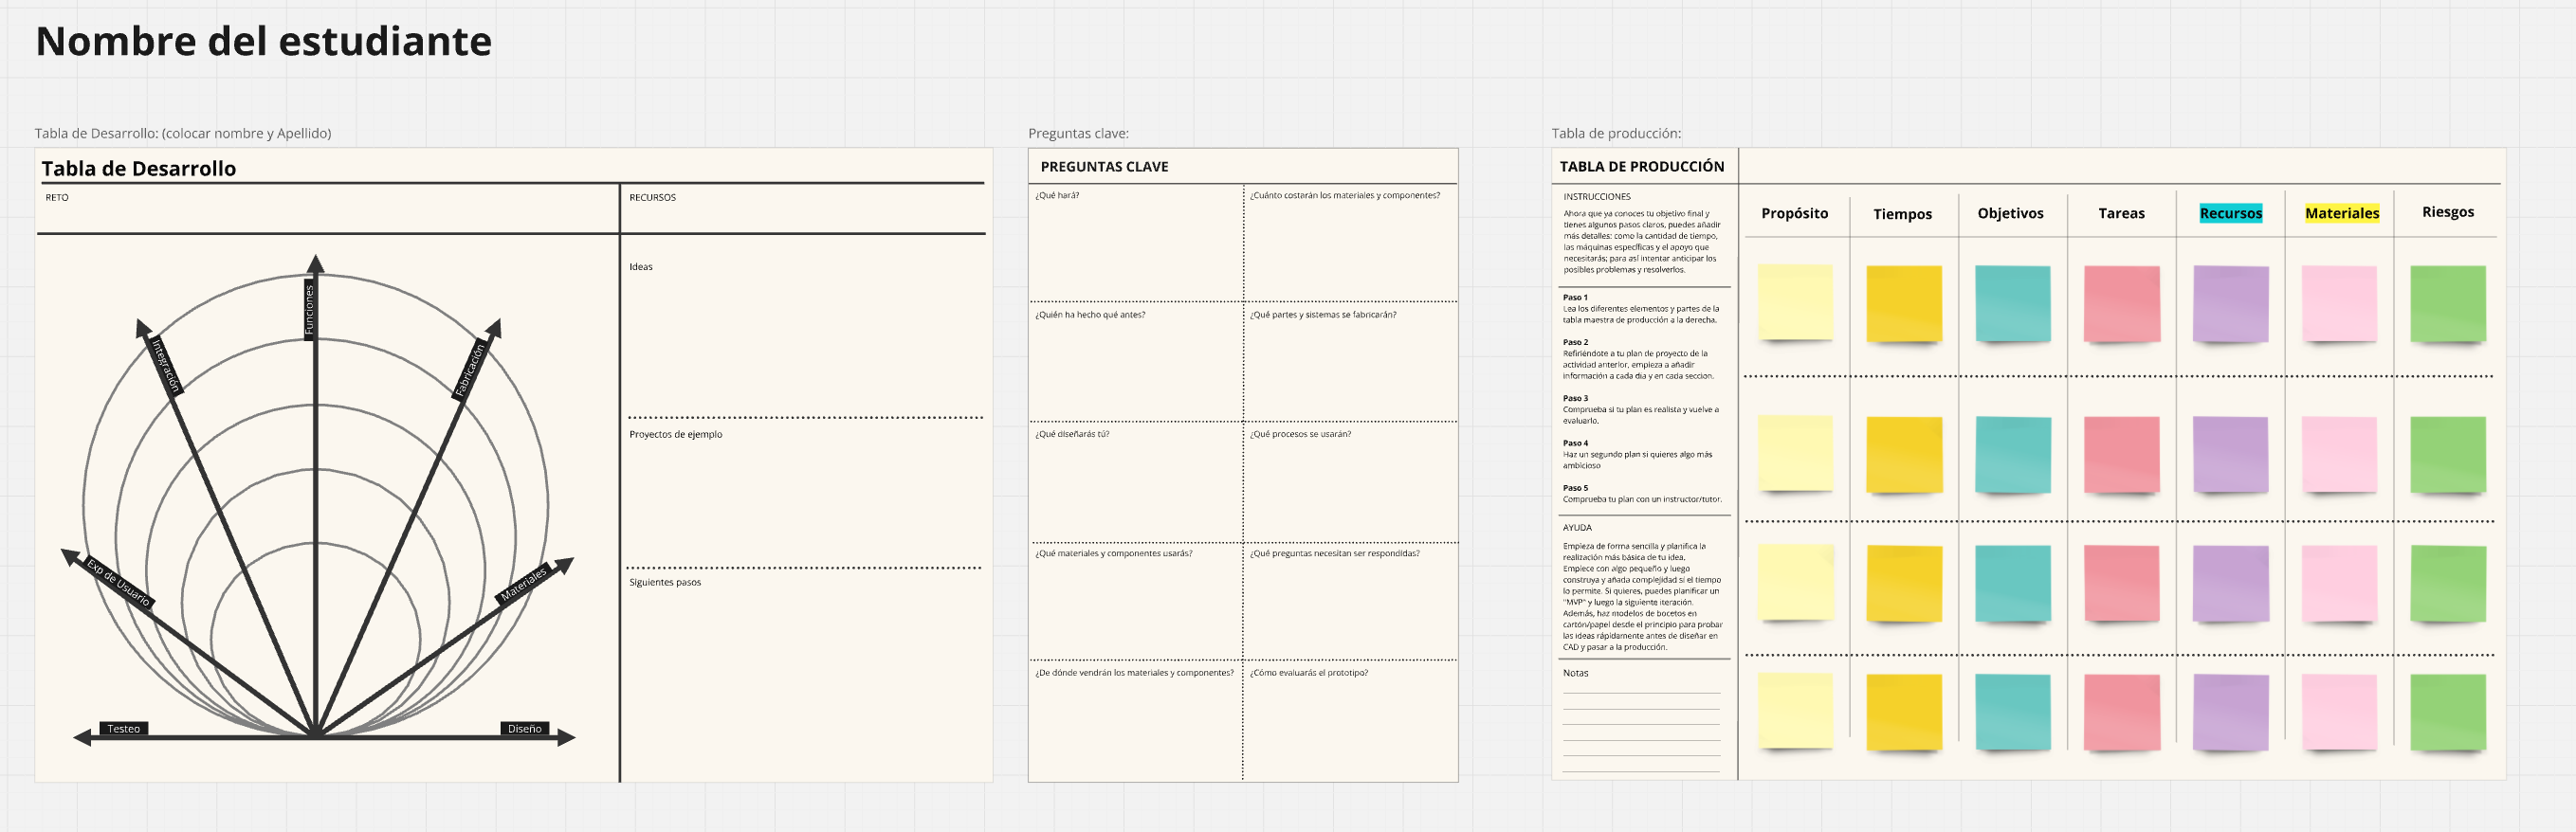 Nombre del estudiante
Tabla de Desarrollo: (colocar nombre y Apellido)
Tabla de Desarrollo
RETO
RECURSOS
Funciones
Integración
Fabricación
Exp de Usuario
Materiales
Testeo
Diseño
Ideas
Proyectos de ejemplo
Siguientes pasos
Preguntas clave:
PREGUNTAS CLAVE
¿Qué hará?
¿Cuánto costarán los materiales y componentes?
¿Quién ha hecho qué antes?
¿Qué partes y sistemas se fabricarán?
¿Qué diseñarás tú?
¿Qué procesos se usarán?
¿Qué materiales y componentes usarás?
¿Qué preguntas necesitan ser respondidas?
¿De dónde vendrán los materiales y componentes?
¿Cómo evaluarás el prototipo?
Tabla de producción:
TABLA DE PRODUCCIÓN
INSTRUCCIONES
Ahora que ya conoces tu objetivo final y
tienes algunos pasos claros, puedes añadir
más detalles: como la cantidad de tiempo,
las máquinas específicas y el apoyo que
necesitarás; para así intentar anticipar los
posibles problemas y resolverlos.
Paso 1
Lea los diferentes elementos y partes de la
tabla maestra de producción a la derecha.
Paso 2
Refiriéndote a tu plan de proyecto de la
actividad anterior, empieza a añadir
información a cada día y en cada seccion.
Paso 3
Comprueba si tu plan es realista y vuelve a
evaluarlo.
Paso 4
Haz un segundo plan si quieres algo más
ambicioso
Paso 5
Comprueba tu plan con un instructor/tutor.
AYUDA
Empieza de forma sencilla y planifica la
realización más básica de tu idea.
Empiece con algo pequeño y luego
construya y añada complejidad si el tiempo
lo permite. Si quieres, puedes planificar un
"MVP" y luego la siguiente iteración.
Además, haz modelos de bocetos en
cartón/papel desde el principio para probar
las ideas rápidamente antes de diseñar en
CAD y pasar a la producción.
Notas
Propósito
Tiempos
Objetivos
Tareas
Recursos
Materiales
Riesgos